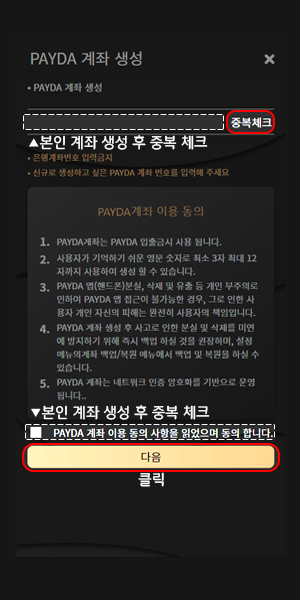 PAYDA 계좌 생성 ×
• PAYDA 계좌 생성
중복체크
▲본인 계좌 생성 후 중복 체크
• 은행계좌번호 입력금지
• 신규로 생성하고 싶은 PAYDA 계좌 번호를 입력해 주세요
PAYDA계좌 이용 동의
1. PAYDA계좌는 PAYDA 입출금시 사용 됩니다.
2. 사용자가 기억하기 쉬운 영문 숫자로 최소 3자 최대 12
자까지 사용하여 생성 할 수 있습니다.
3. PAYDA 앱(핸드폰)분실, 삭제 및 유출 등 개인 부주의로
인하여 PAYDA 앱 접근이 불가능한 경우, 그로 인한 사
용자 개인 자신의 피해는 완전히 사용자의 책임입니다.
4. PAYDA 계좌 생성 후 사고로 인한 분실 및 삭제를 미연
에 방지하기 위해 즉시 백업 하실 것을 권장하며, 설정
메뉴의계좌 백업/복원 메뉴에서 백업 및 복원을 하실 수
있습니다.
5. PAYDA 계좌는 네트워크 인증 암호화를 기반으로 운영
됩니다..
▼본인 계좌 생성 후 중복 체크
PAYDA 계좌 이용 동의 사항을 읽었으며 동의 합니다.
다음
클릭